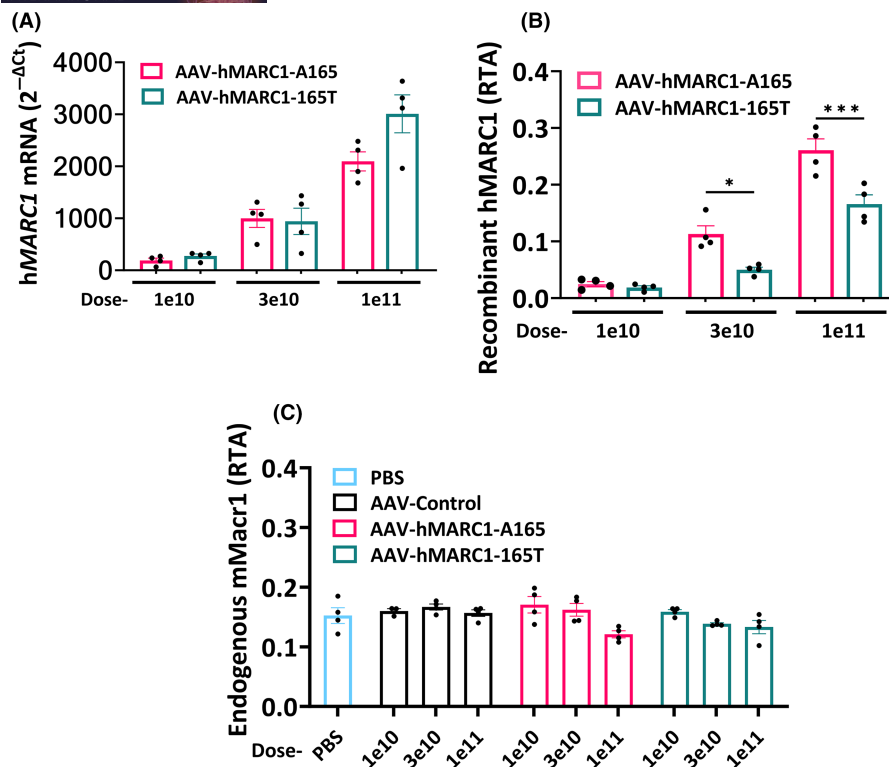 (A)
hMARC1 mRNA (2^−ΔCt)
4000
3000
2000
1000
0
AAV-hMARC1-A165
AAV-hMARC1-165T
Dose- 1e10 3e10 1e11
(B)
Recombinant hMARC1 (RTA)
0.4
0.3
0.2
0.1
0.0
AAV-hMARC1-A165
AAV-hMARC1-165T
*
***
Dose- 1e10 3e10 1e11
(C)
Endogenous mMacr1 (RTA)
0.4
0.3
0.2
0.1
0.0
PBS
AAV-Control
AAV-hMARC1-A165
AAV-hMARC1-165T
Dose- PBS 1e10 3e10 1e11 1e10 3e10 1e11 1e10 3e10 1e11